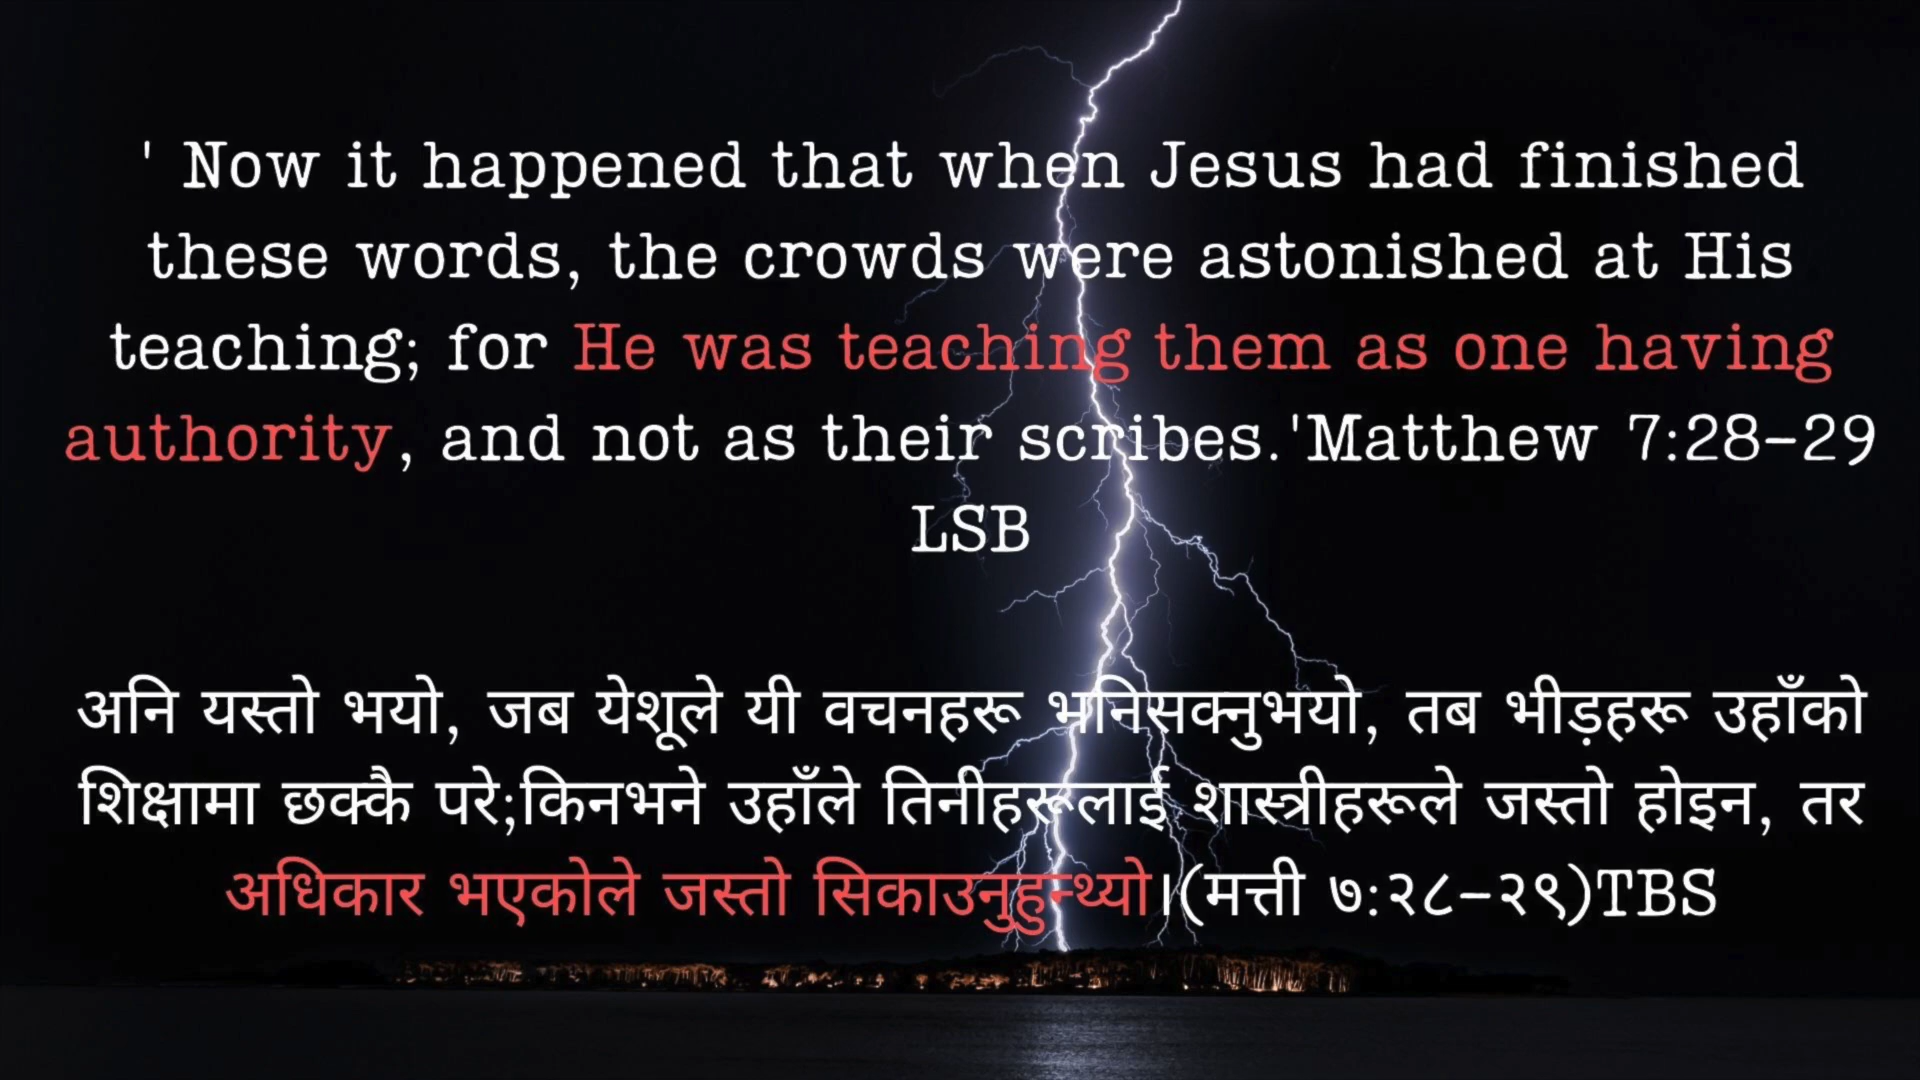 ' Now it happened that when Jesus had finished
these words, the crowds were astonished at His
teaching; for He was teaching them as one having
authority, and not as their scribes.'Matthew 7:28-29
LSB
अनि यस्तो भयो, जब येशूले यी वचनहरू भनिसक्नुभयो, तब भीड़हरू उहाँको
शिक्षामा छक्कै परे;किनभने उहाँले तिनीहरूलाई शास्त्रीहरूले जस्तो होइन, तर
अधिकार भएकोले जस्तो सिकाउनुहुन्थ्यो।(मत्ती ७:२८-२९)TBS